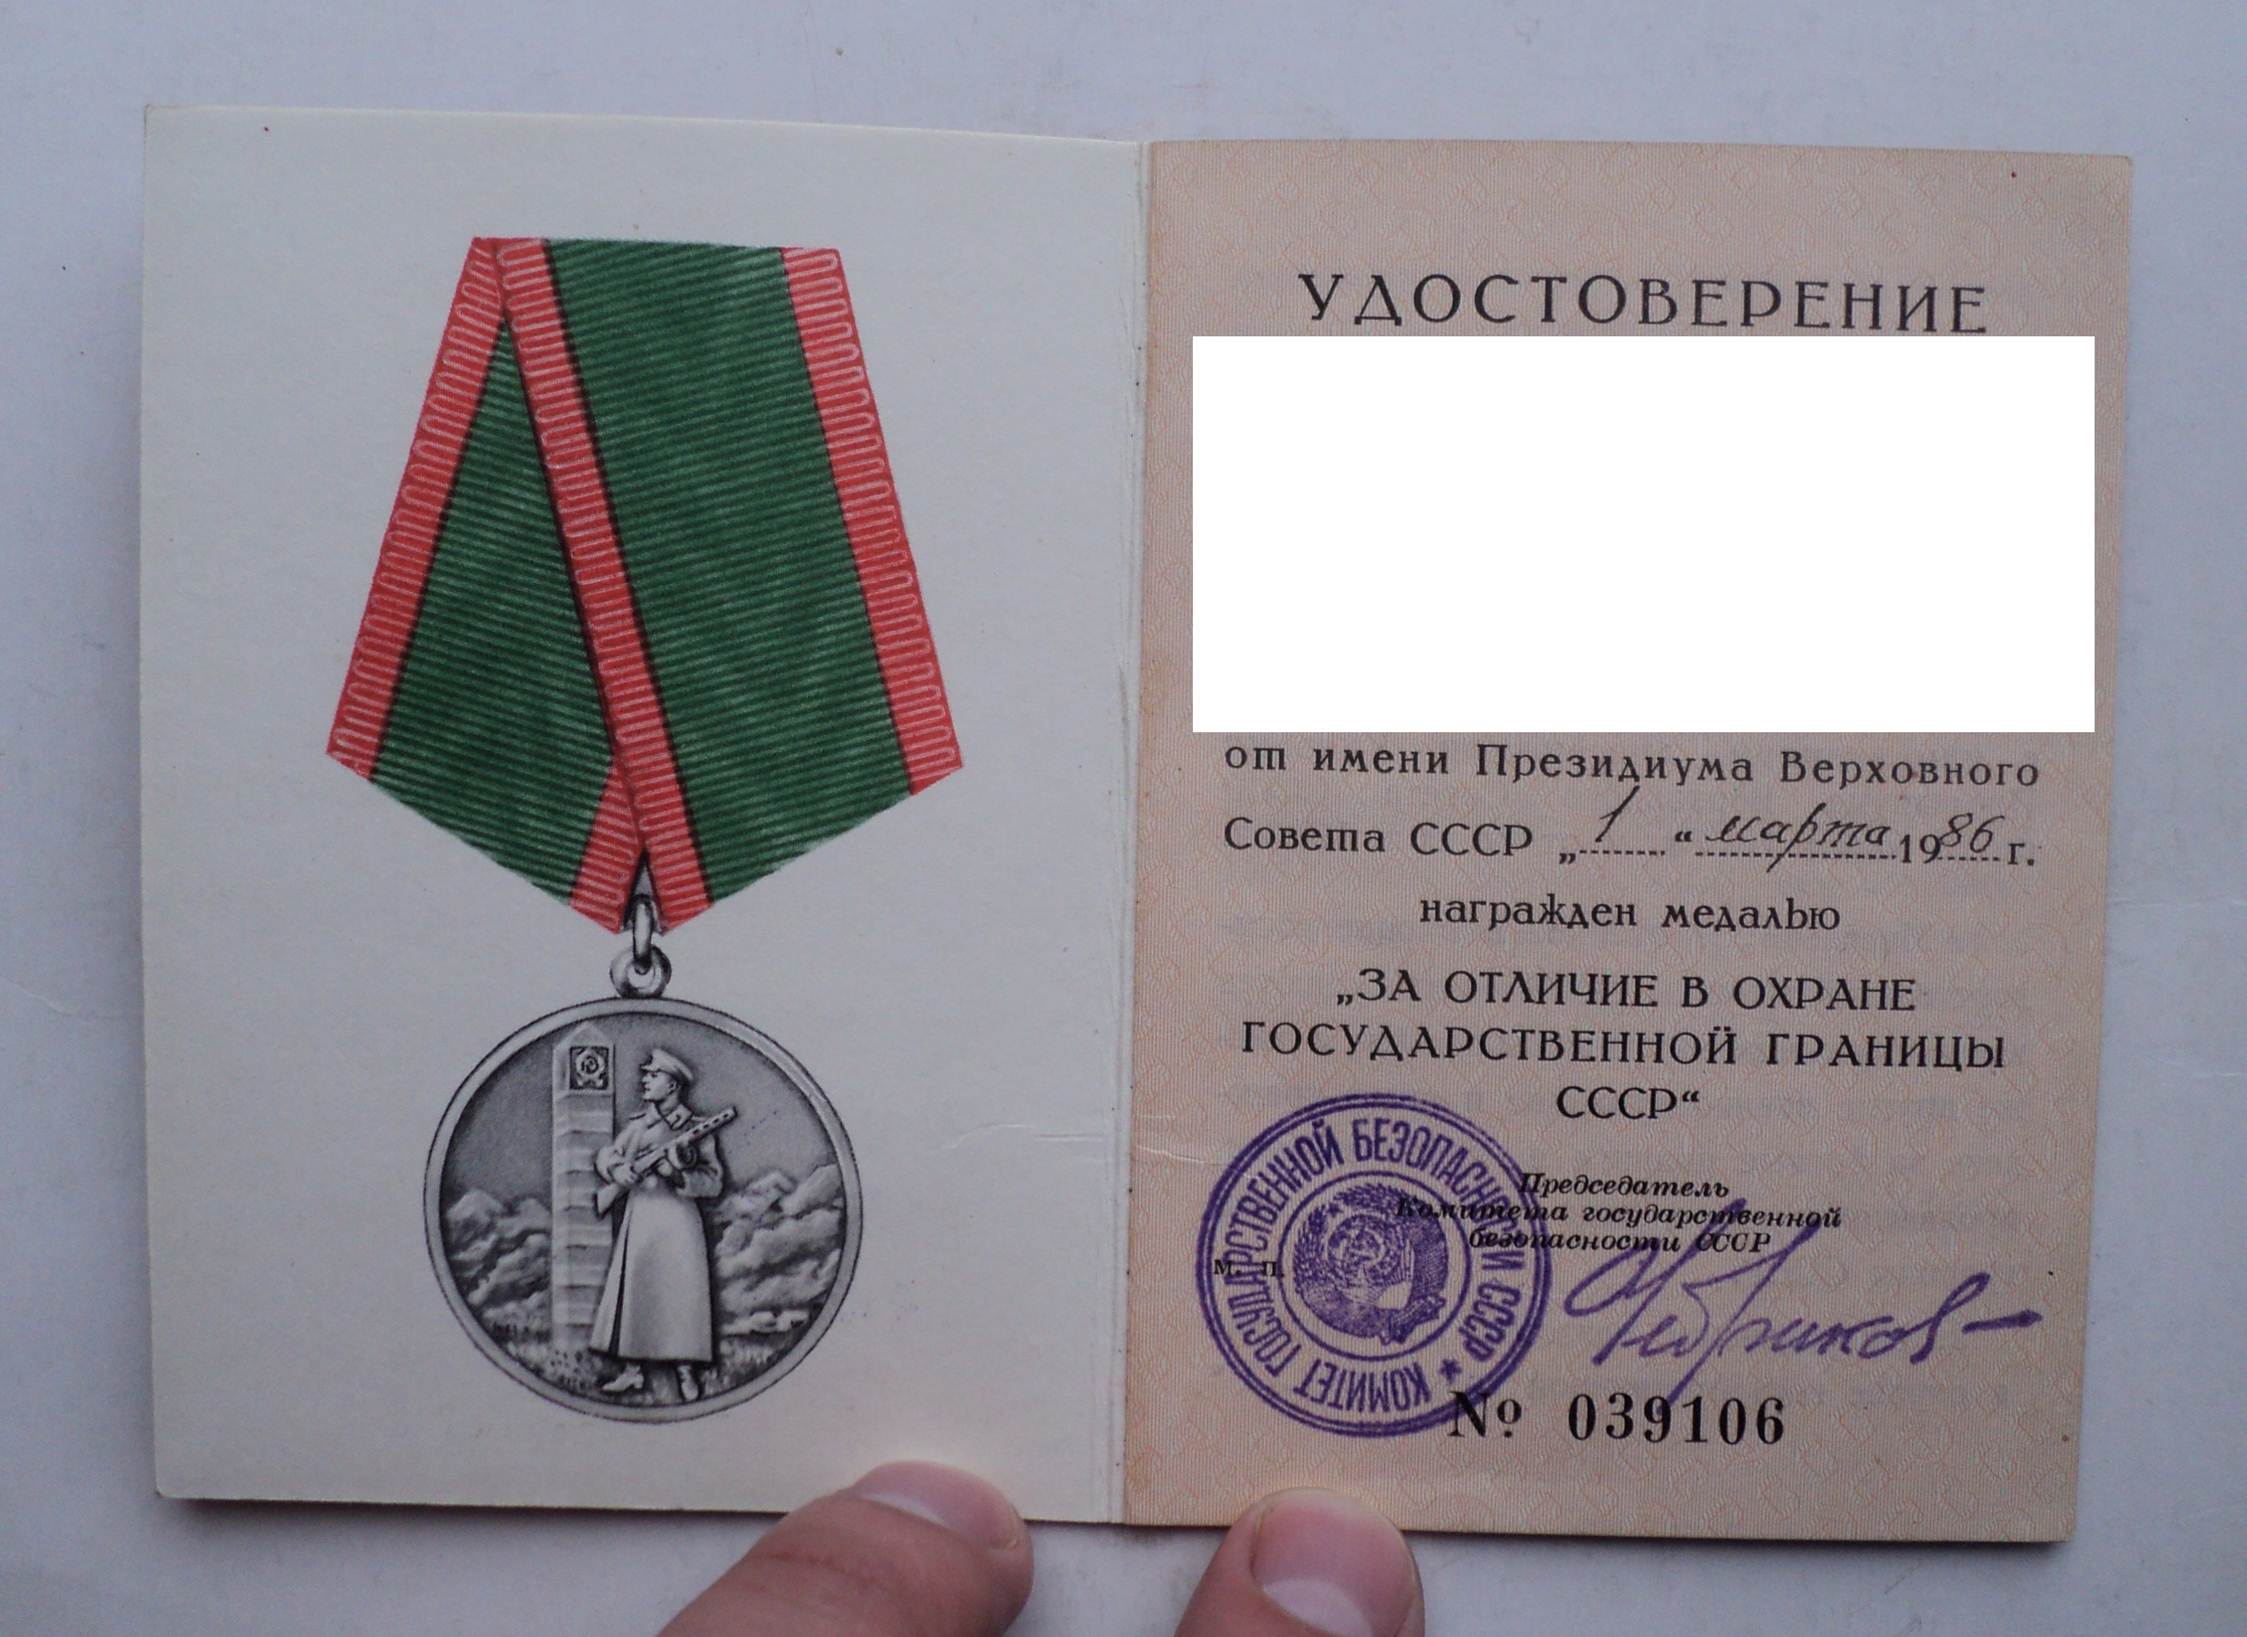 УДОСТОВЕРЕНИЕ
от имени Президиума Верховного
Совета СССР „ 1 “ марта 1986 г.
награжден медалью
„ЗА ОТЛИЧИЕ В ОХРАНЕ
ГОСУДАРСТВЕННОЙ ГРАНИЦЫ
СССР“
Председатель
Комитета государственной
безопасности СССР
М. П.
КОМИТЕТ ГОСУДАРСТВЕННОЙ БЕЗОПАСНОСТИ СССР *
Чебриков
№ 039106